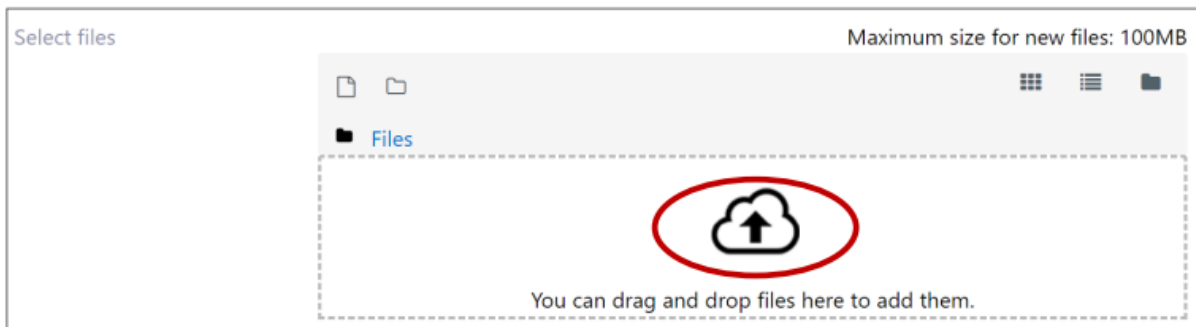 Select files
Maximum size for new files: 100MB
Files
You can drag and drop files here to add them.